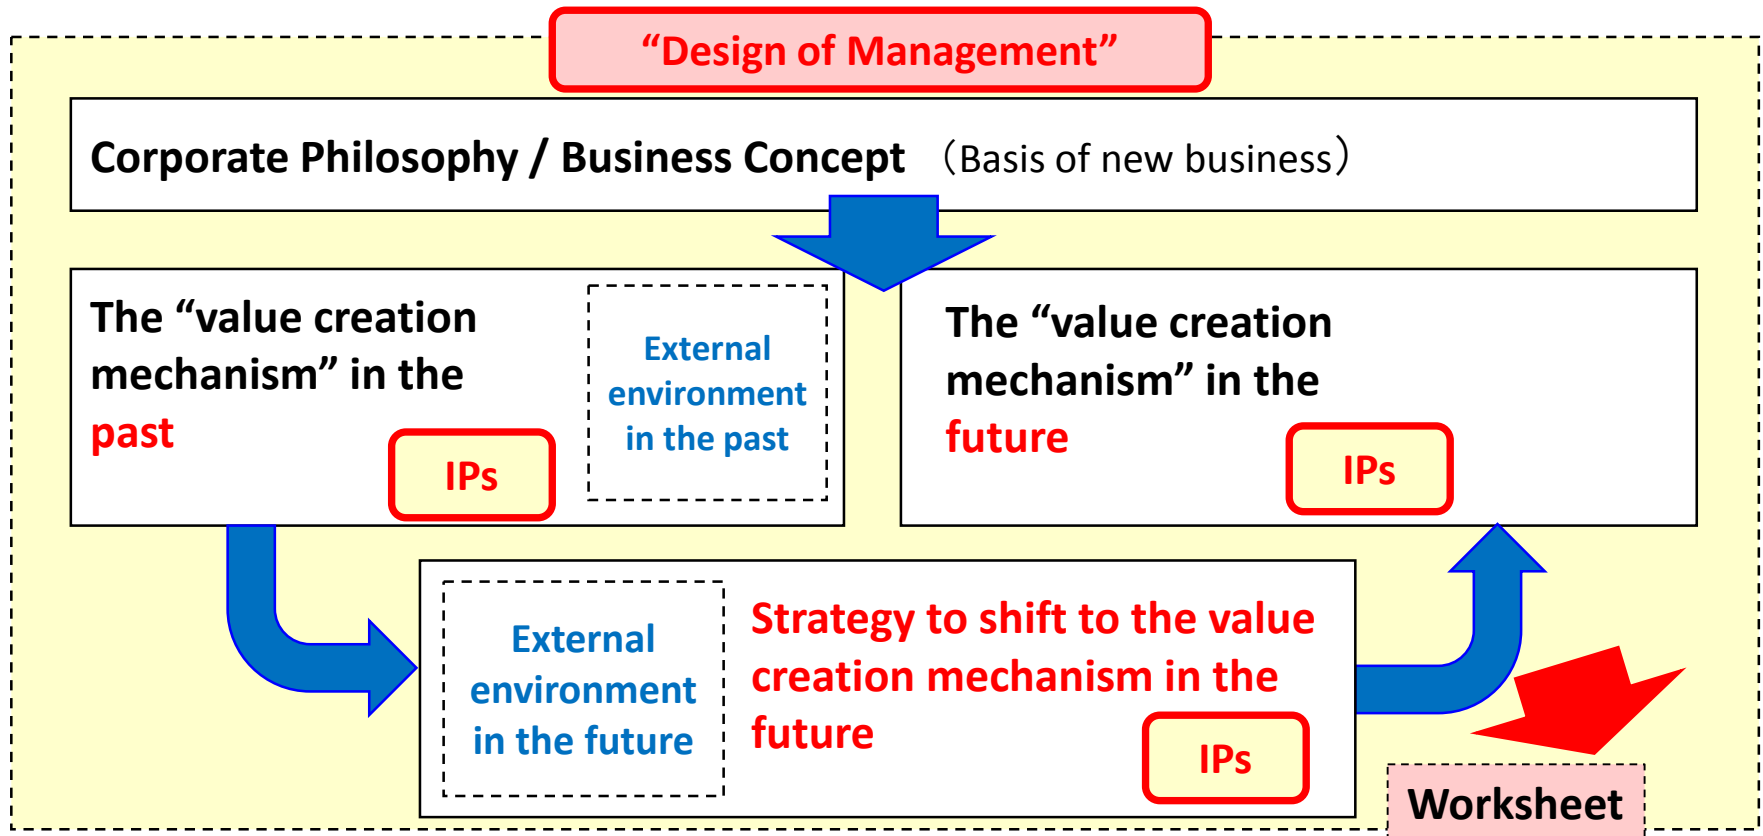 “Design of Management”
Corporate Philosophy / Business Concept （Basis of new business）
The “value creation
mechanism” in the
past
IPs
External
environment
in the past
The “value creation
mechanism” in the
future
IPs
External
environment
in the future
Strategy to shift to the value
creation mechanism in the
future
IPs
Worksheet